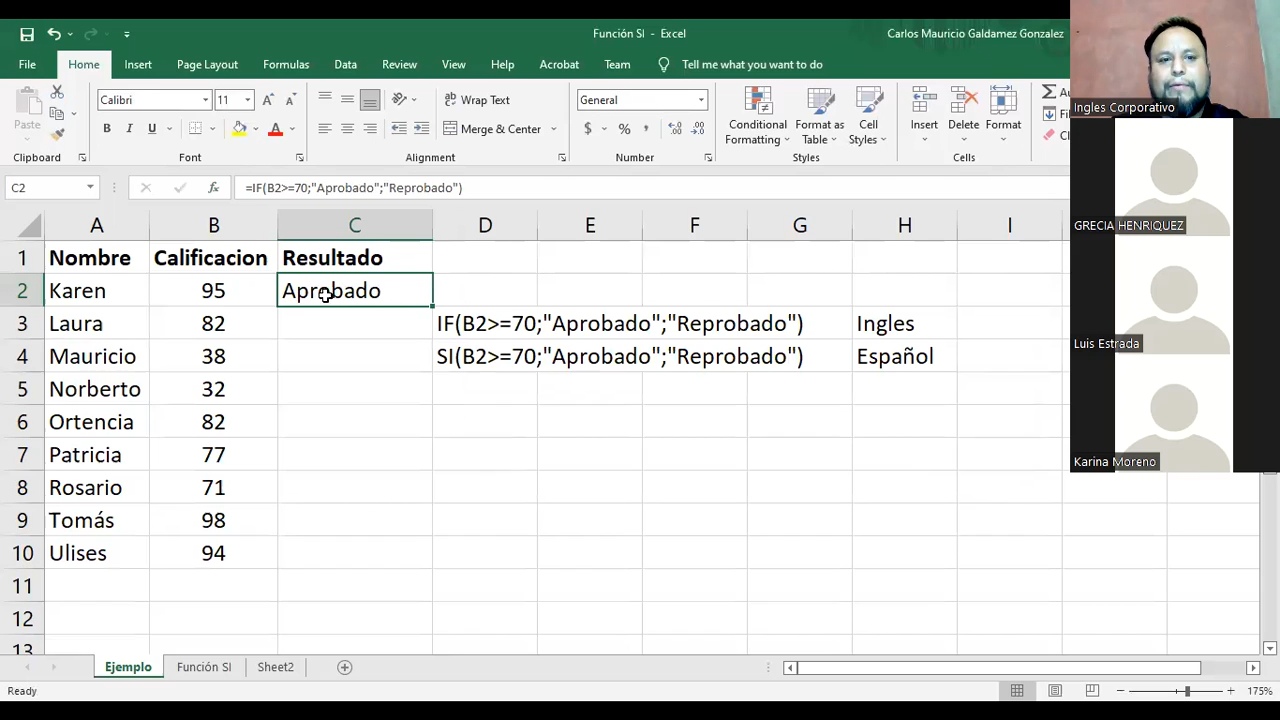 Función Si - Excel
Carlos Mauricio Galdamez Gonzalez
File Home Insert Page Layout Formulas Data Review View Help Acrobat Team Tell me what you want to do
Paste
Calibri 11
B I U
Wrap Text
Merge & Center
General
$ % ,
Conditional Formatting
Format as Table
Cell Styles
Insert Delete Format
Clipboard Font Alignment Number Styles Cells
C2 fx =IF(B2>=70;"Aprobado";"Reprobado")
A B C D E F G H I
1 Nombre Calificacion Resultado
2 Karen 95 Aprobado
3 Laura 82 IF(B2>=70;"Aprobado";"Reprobado") Ingles
4 Mauricio 38 SI(B2>=70;"Aprobado";"Reprobado") Español
5 Norberto 32
6 Ortencia 82
7 Patricia 77
8 Rosario 71
9 Tomás 98
10 Ulises 94
11
12
13
Ejemplo Función SI Sheet2
Ready 175%
Ingles Corporativo
GRECIA HENRIQUEZ
Luis Estrada
Karina Moreno